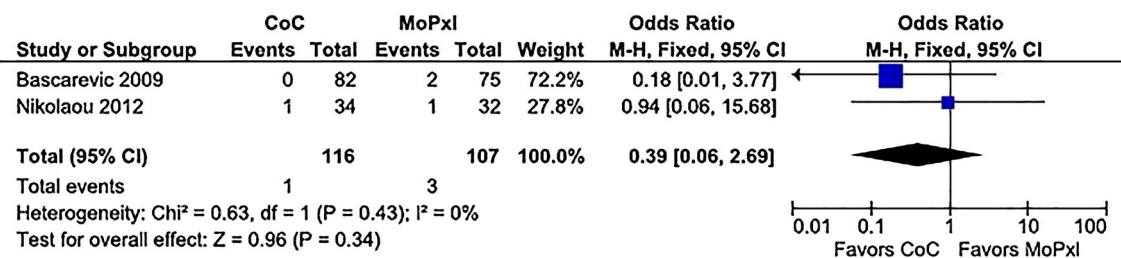 CoC MoPxl Odds Ratio Odds Ratio
Study or Subgroup Events Total Events Total Weight M-H, Fixed, 95% CI M-H, Fixed, 95% CI
Bascarevic 2009 0 82 2 75 72.2% 0.18 [0.01, 3.77]
Nikolaou 2012 1 34 1 32 27.8% 0.94 [0.06, 15.68]
Total (95% CI) 116 107 100.0% 0.39 [0.06, 2.69]
Total events 1 3
Heterogeneity: Chi² = 0.63, df = 1 (P = 0.43); I² = 0%
Test for overall effect: Z = 0.96 (P = 0.34)
0.01 0.1 1 10 100
Favors CoC Favors MoPxl